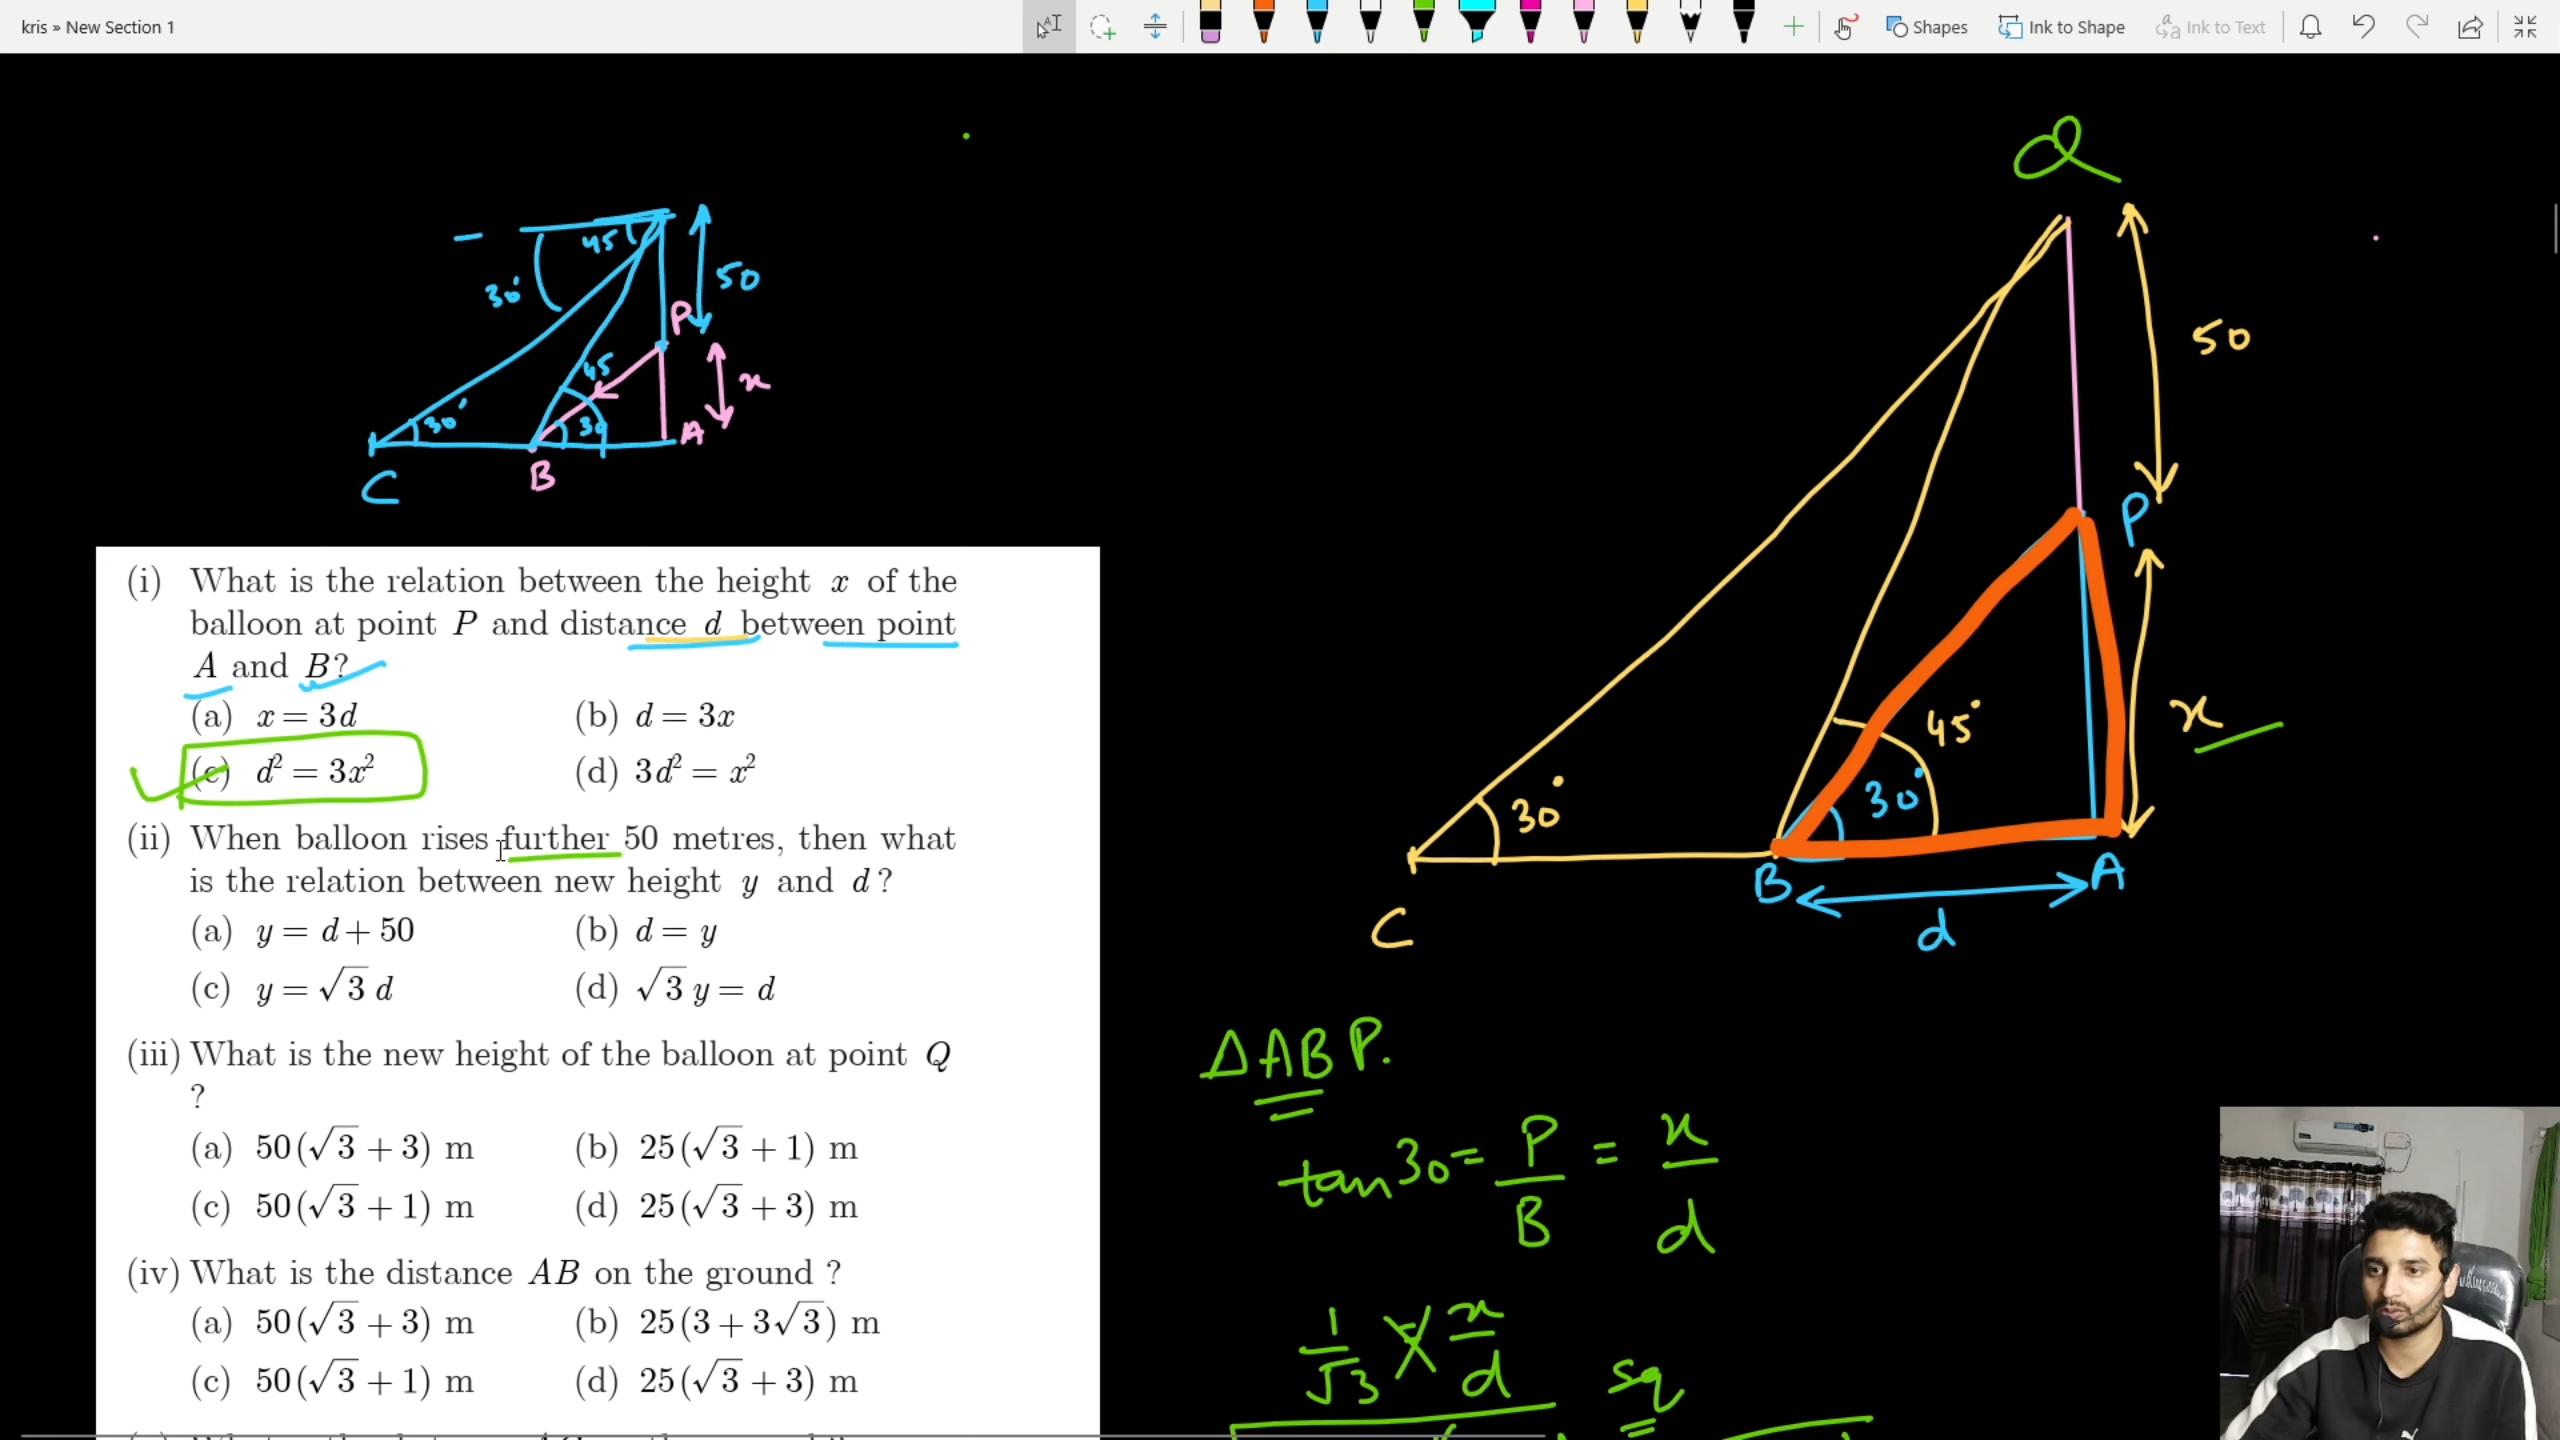 kris » New Section 1
Shapes
Ink to Shape
Ink to Text
45
30°
50
P
x
45
30°
30
A
B
C
Q
50
P
x
45°
30°
30°
B
A
C
d
(i) What is the relation between the height x of the
balloon at point P and distance d between point
A and B?
(a) x = 3d (b) d = 3x
(c) d² = 3x² (d) 3d² = x²
(ii) When balloon rises further 50 metres, then what
is the relation between new height y and d?
(a) y = d + 50 (b) d = y
(c) y = √3 d (d) √3 y = d
(iii) What is the new height of the balloon at point Q
?
(a) 50(√3 + 3) m (b) 25(√3 + 1) m
(c) 50(√3 + 1) m (d) 25(√3 + 3) m
(iv) What is the distance AB on the ground ?
(a) 50(√3 + 3) m (b) 25(3 + 3√3) m
(c) 50(√3 + 1) m (d) 25(√3 + 3) m
△ABP.
tan30 = P/B = x/d
1/√3 = x/d
sq